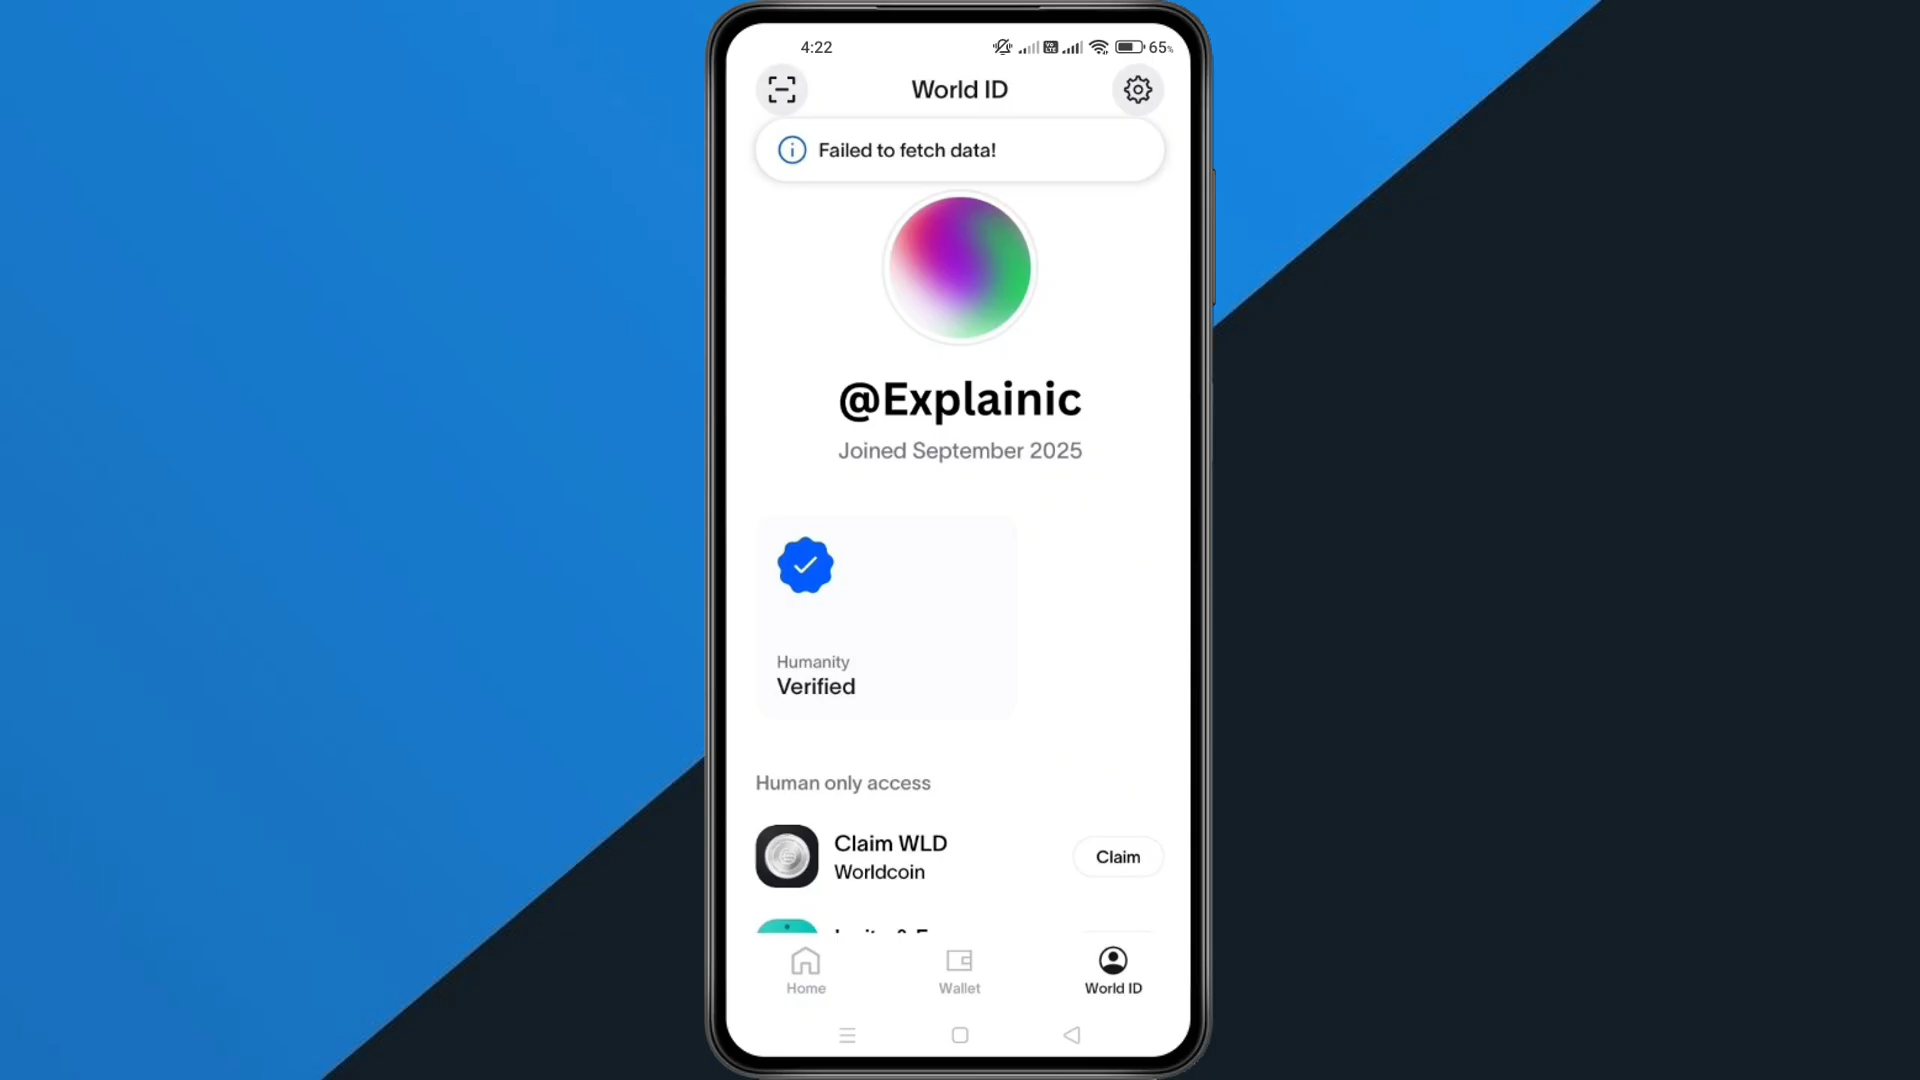 4:22
65%
World ID
Failed to fetch data!
@Explainic
Joined September 2025
Humanity
Verified
Human only access
Claim WLD
Worldcoin
Claim
Home
Wallet
World ID